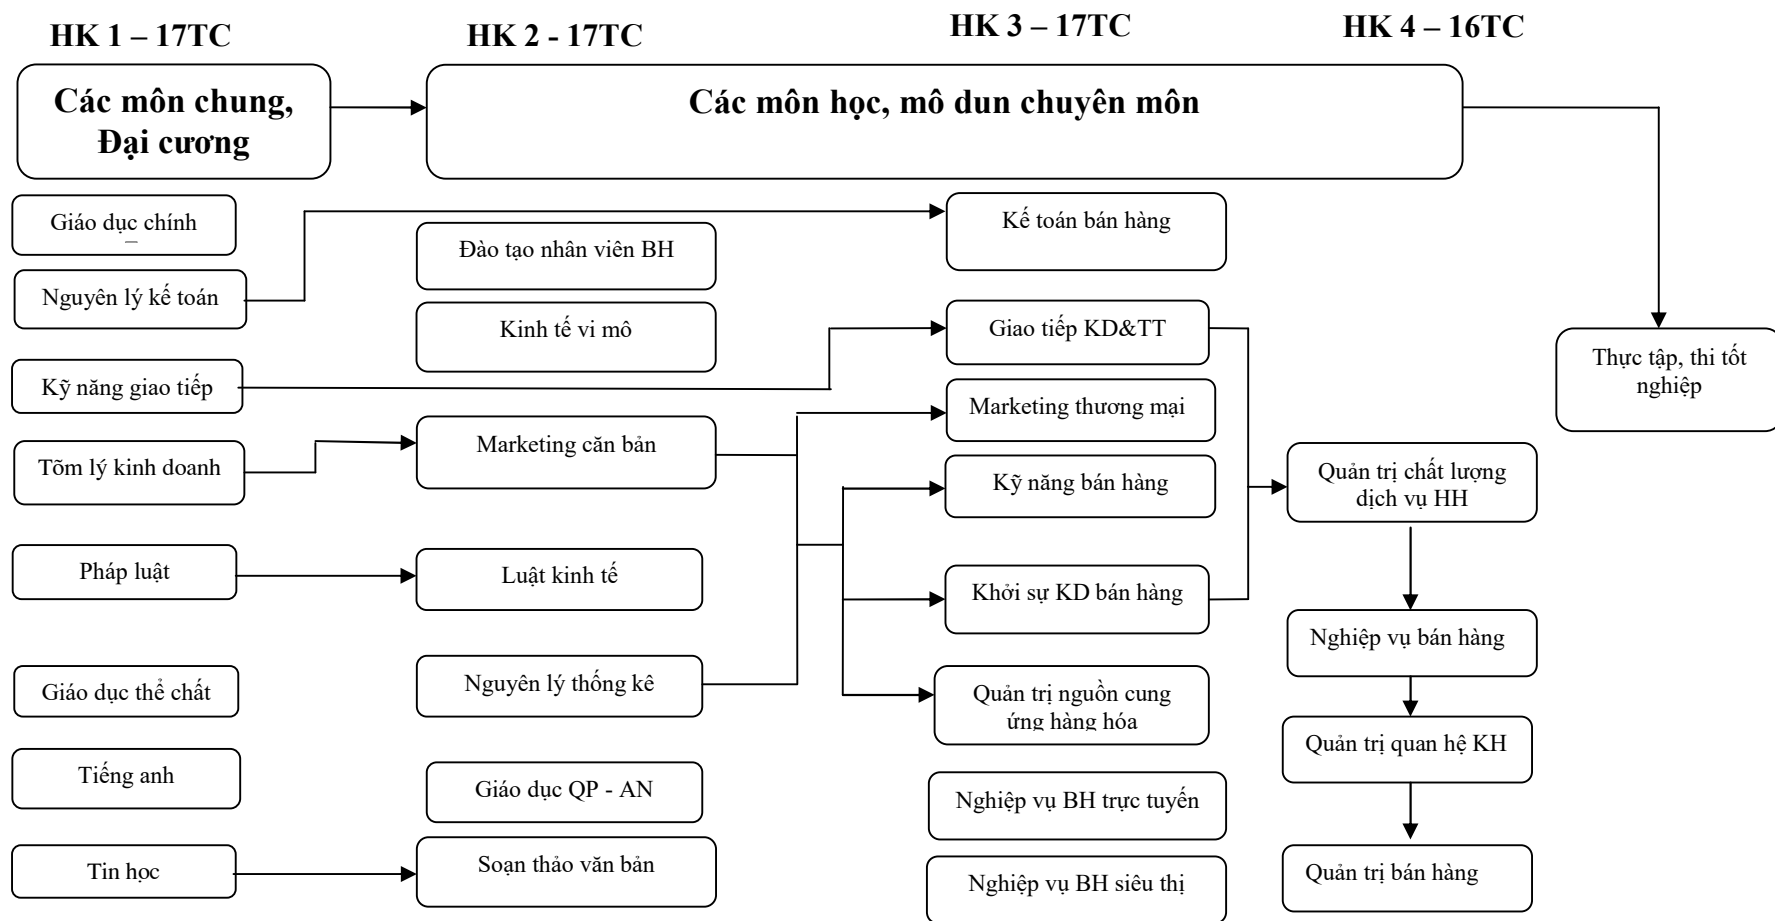 HK 1 – 17TC
HK 2 - 17TC
HK 3 – 17TC
HK 4 – 16TC
Các môn chung,
Đại cương
Các môn học, mô dun chuyên môn
Giáo dục chính
Nguyên lý kế toán
Kỹ năng giao tiếp
Tõm lý kinh doanh
Pháp luật
Giáo dục thể chất
Tiếng anh
Tin học
Đào tạo nhân viên BH
Kinh tế vi mô
Marketing căn bản
Luật kinh tế
Nguyên lý thống kê
Giáo dục QP - AN
Soạn thảo văn bản
Kế toán bán hàng
Giao tiếp KD&TT
Marketing thương mại
Kỹ năng bán hàng
Khởi sự KD bán hàng
Quản trị nguồn cung
ứng hàng hóa
Nghiệp vụ BH trực tuyến
Nghiệp vụ BH siêu thị
Quản trị chất lượng
dịch vụ HH
Nghiệp vụ bán hàng
Quản trị quan hệ KH
Quản trị bán hàng
Thực tập, thi tốt
nghiệp